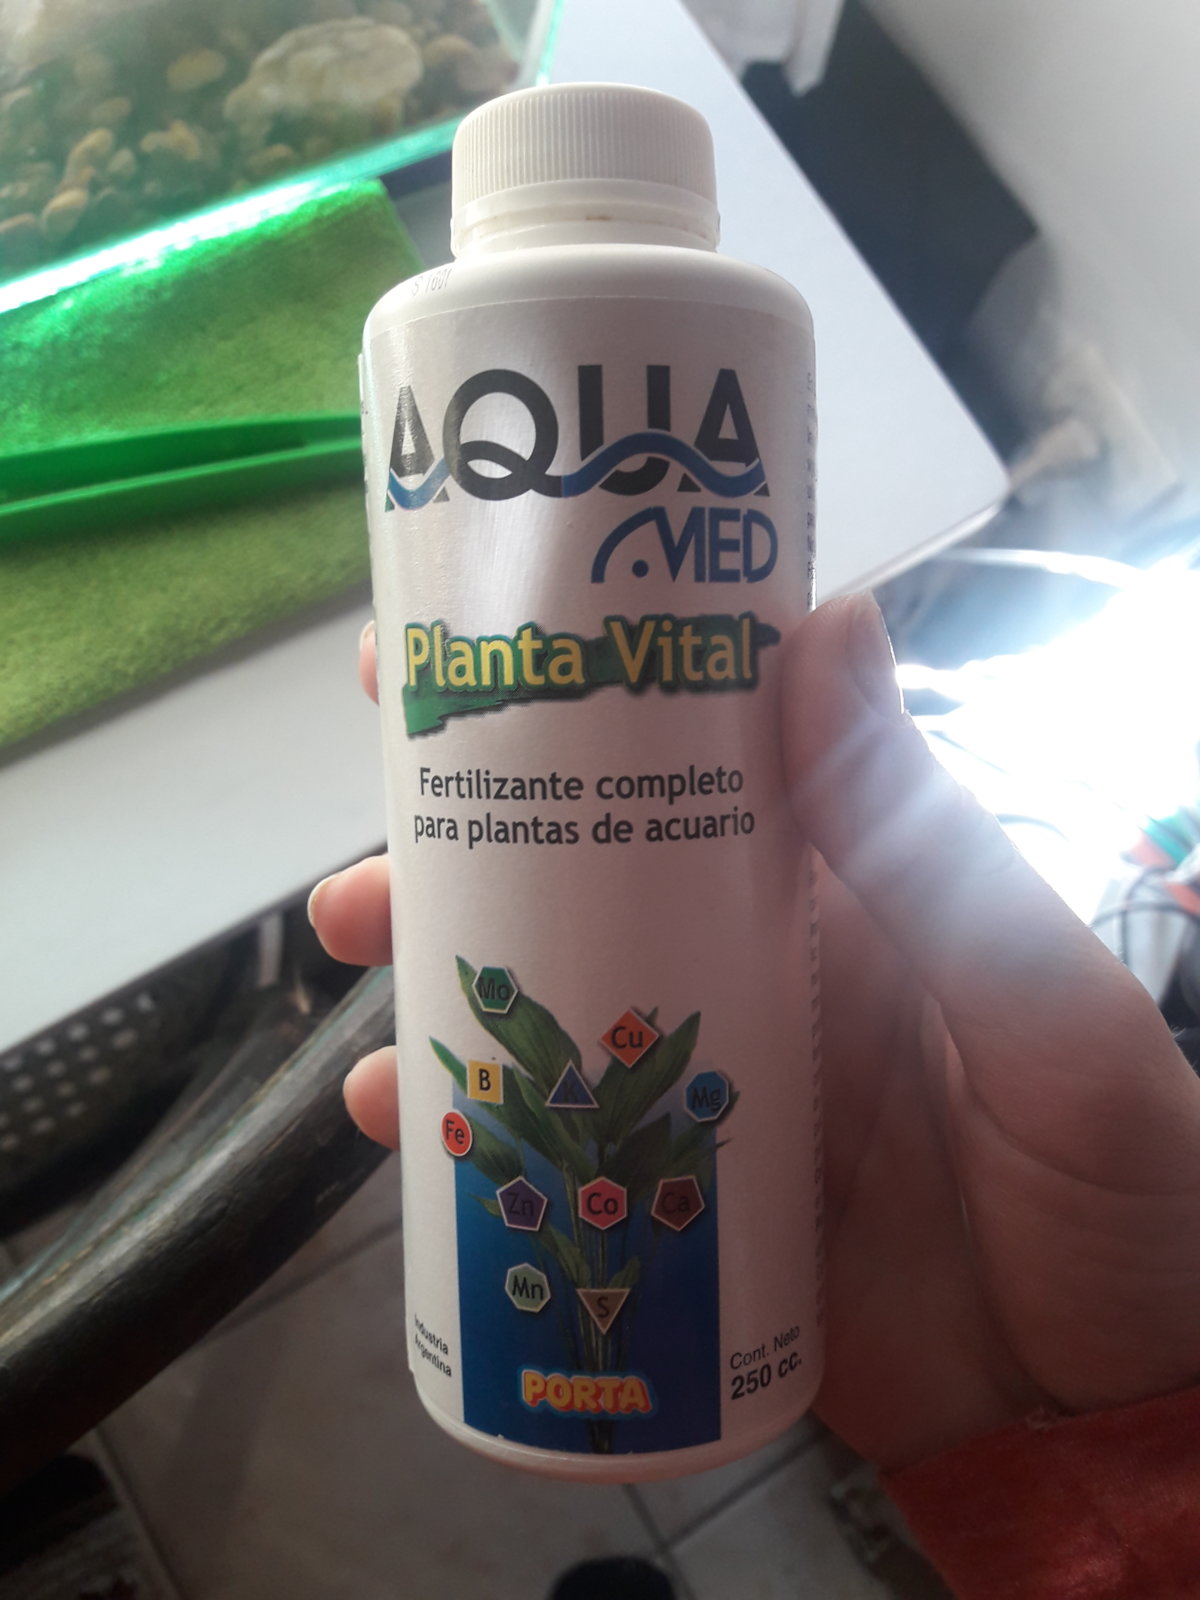 AQUA
MED
Planta Vital
Fertilizante completo
para plantas de acuario
Mo
Cu
B
K
Mg
Fe
Zn
Co
Ca
Mn
S
Industria
Argentina
PORTA
Cont. Neto
250 cc.